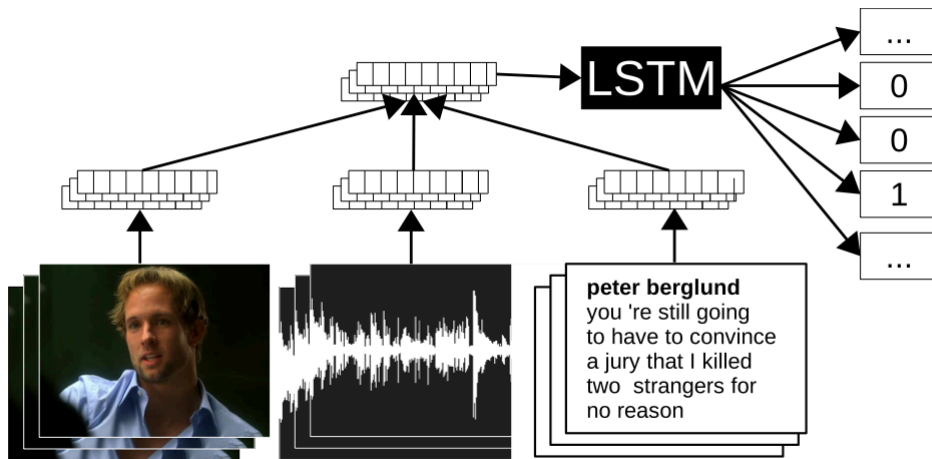 LSTM
...
0
0
1
...
peter berglund
you 're still going
to have to convince
a jury that I killed
two strangers for
no reason